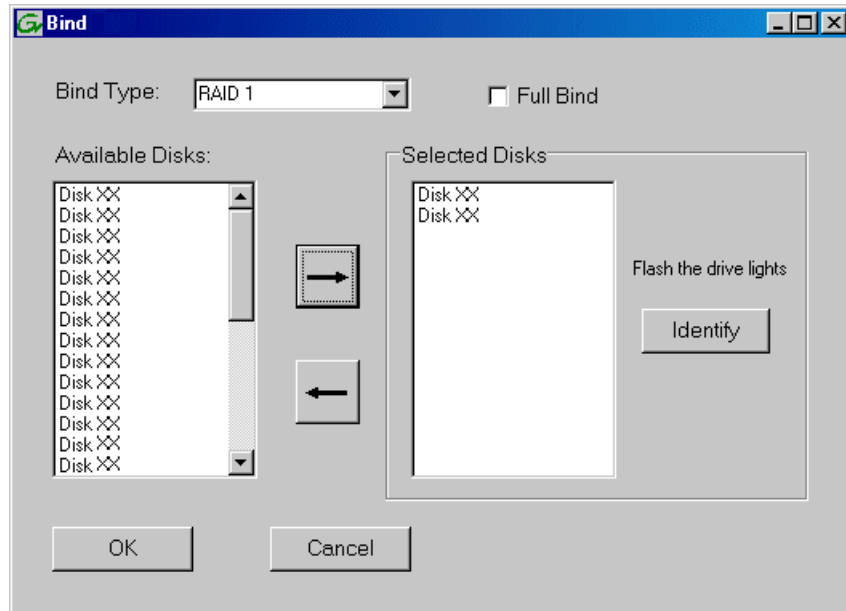 Bind
Bind Type: RAID 1 Full Bind
Available Disks:
Disk XX
Disk XX
Disk XX
Disk XX
Disk XX
Disk XX
Disk XX
Disk XX
Disk XX
Disk XX
Disk XX
Disk XX
Disk XX
Disk XX
Selected Disks
Disk XX
Disk XX
Flash the drive lights
Identify
OK Cancel